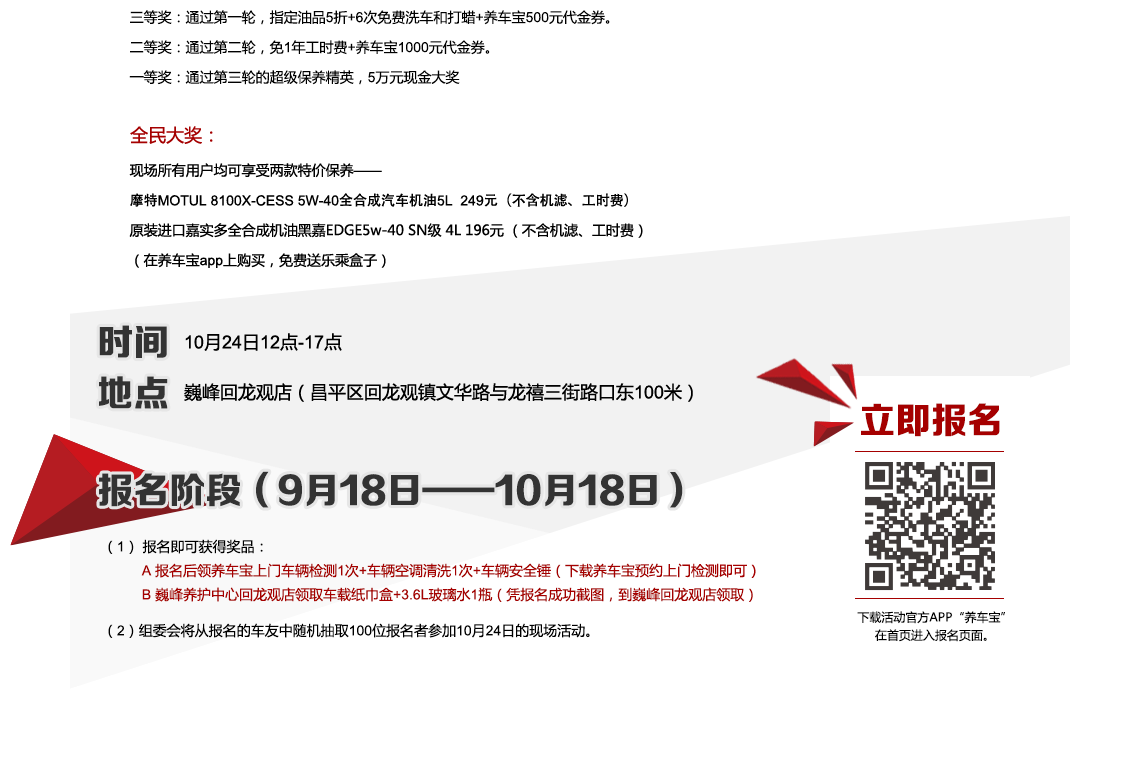 三等奖：通过第一轮，指定油品5折+6次免费洗车和打蜡+养车宝500元代金券。
二等奖：通过第二轮，免1年工时费+养车宝1000元代金券。
一等奖：通过第三轮的超级保养精英，5万元现金大奖
全民大奖：
现场所有用户均可享受两款特价保养——
摩特MOTUL 8100X-CESS 5W-40全合成汽车机油5L 249元（不含机滤、工时费）
原装进口嘉实多全合成机油黑嘉EDGE5w-40 SN级 4L 196元（不含机滤、工时费）
（在养车宝app上购买，免费送乐乘盒子）
时间 10月24日12点-17点
地点 巍峰回龙观店（昌平区回龙观镇文华路与龙禧三街路口东100米）
立即报名
报名阶段（9月18日——10月18日）
（1） 报名即可获得奖品：
A 报名后领养车宝上门车辆检测1次+车辆空调清洗1次+车辆安全锤（下载养车宝预约上门检测即可）
B 巍峰养护中心回龙观店领取车载纸巾盒+3.6L玻璃水1瓶（凭报名成功截图，到巍峰回龙观店领取）
（2）组委会将从报名的车友中随机抽取100位报名者参加10月24日的现场活动。
下载活动官方APP“养车宝”
在首页进入报名页面。